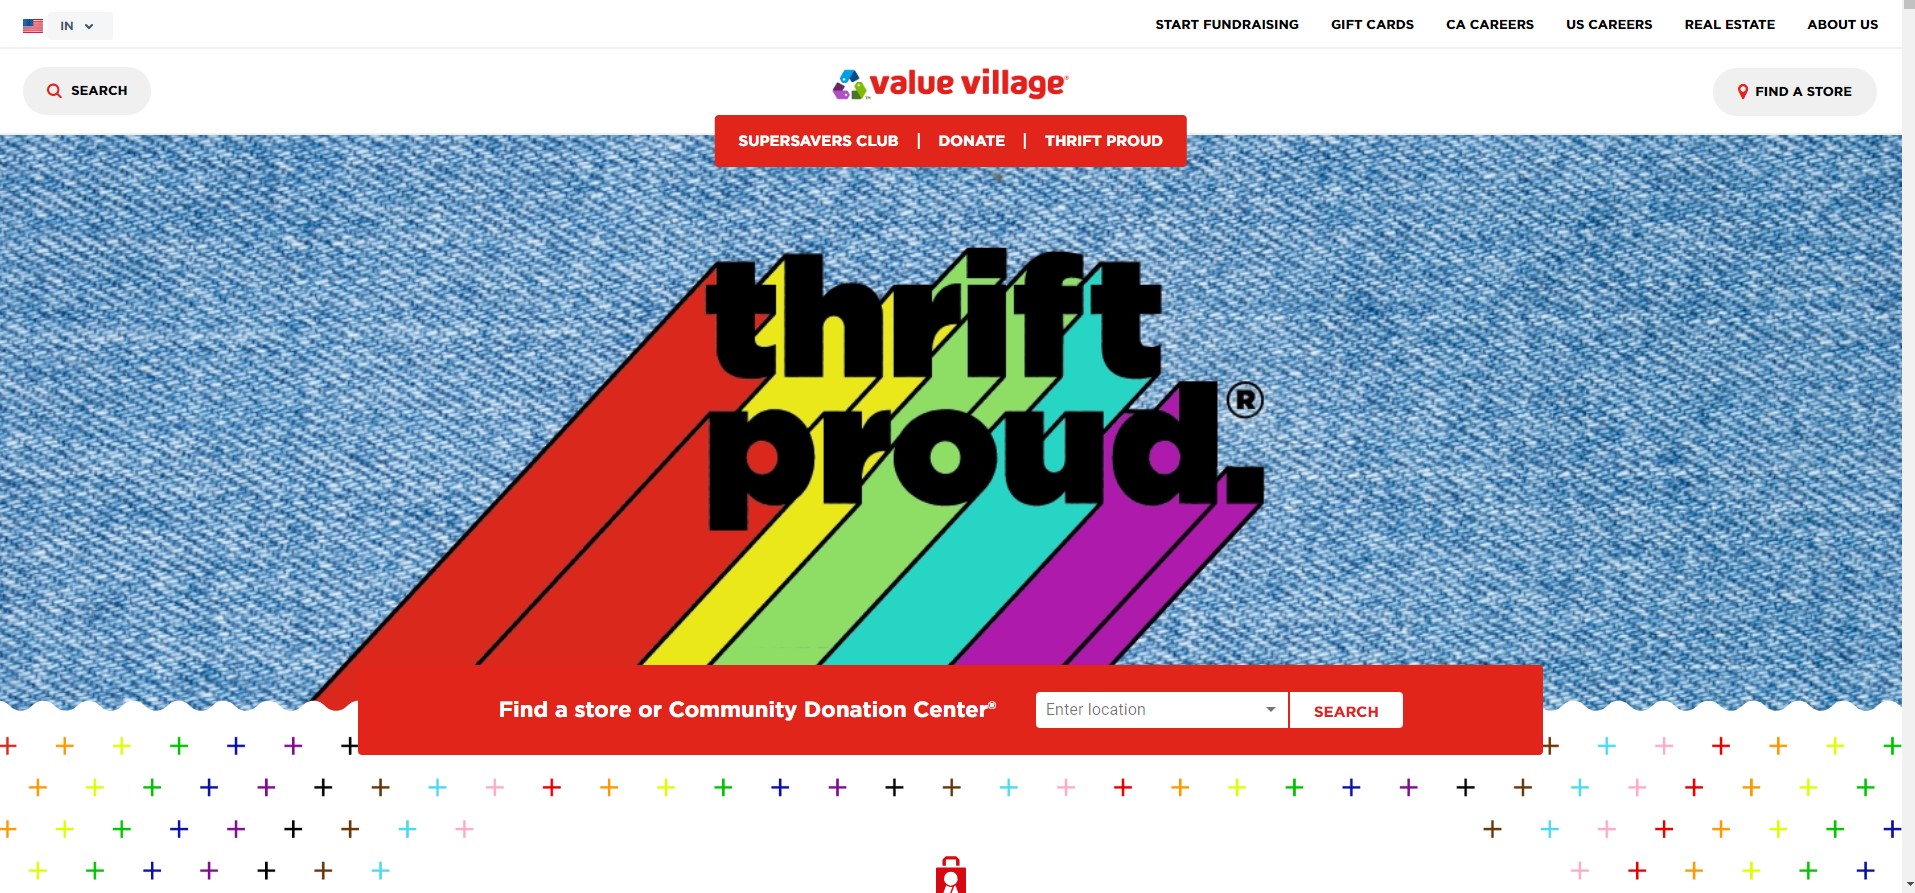 IN
START FUNDRAISING
GIFT CARDS
CA CAREERS
US CAREERS
REAL ESTATE
ABOUT US
SEARCH
value village®
FIND A STORE
SUPERSAVERS CLUB | DONATE | THRIFT PROUD
thrift
proud.®
Find a store or Community Donation Center®
Enter location
SEARCH